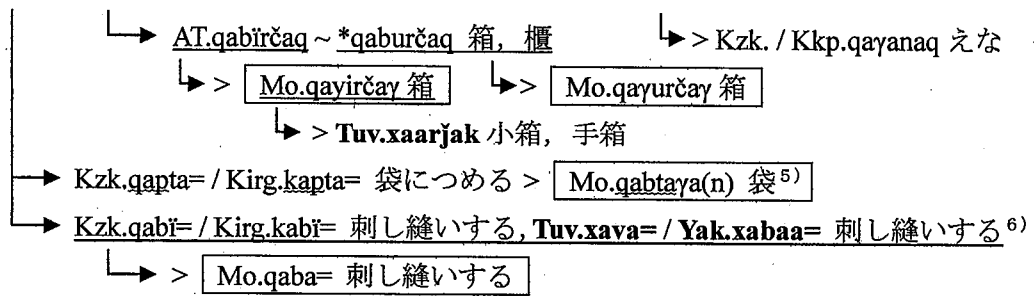 AT.qabïrčaq ~ *qaburčaq 箱，櫃 > Kzk. / Kkp.qaγanaq えな
> Mo.qayirčaγ 箱 > Mo.qaγurčaγ 箱
> Tuv.xaarǰak 小箱，手箱
Kzk.qapta= / Kirg.kapta= 袋につめる > Mo.qabtaγa(n) 袋⁵⁾
Kzk.qabï= / Kirg.kabï= 刺し縫いする, Tuv.xava= / Yak.xabaa= 刺し縫いする⁶⁾
> Mo.qaba= 刺し縫いする